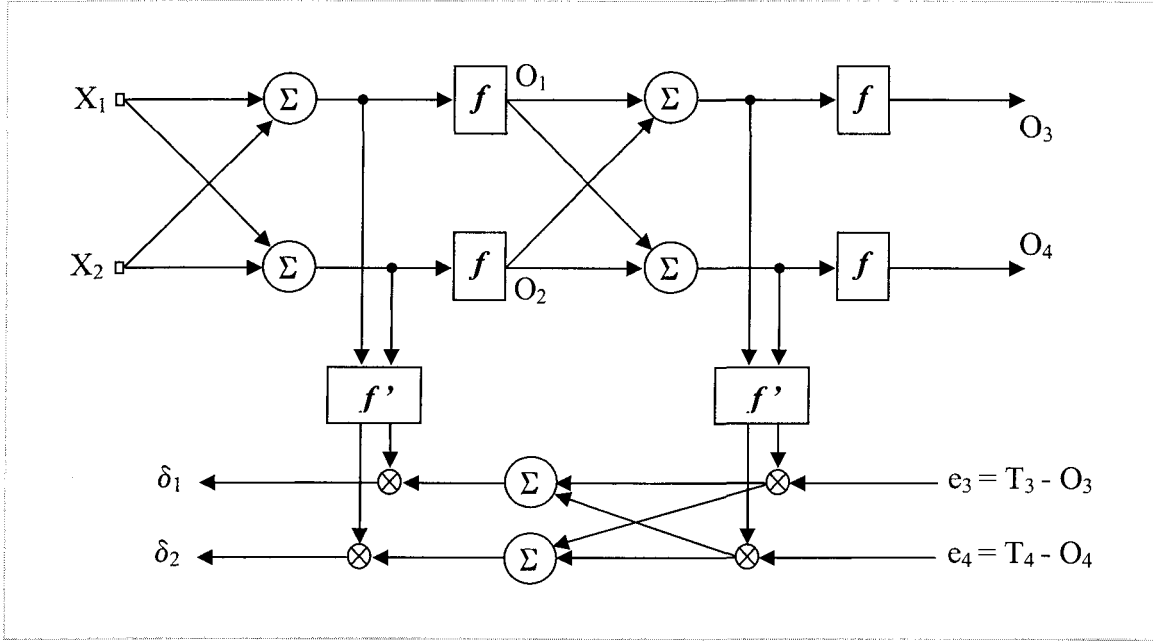 X₁ Σ f O₁ Σ f O₃
X₂ Σ f O₂ Σ f O₄
f’ f’
δ₁ Σ e₃ = T₃ - O₃
δ₂ Σ e₄ = T₄ - O₄